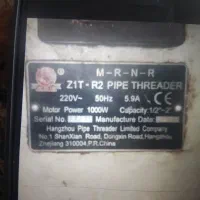 M-R-N-R
Z1T-R2 PIPE THREADER
220V~ 50Hz 5.9A
Motor Power 1000W Capacity 1/2"-2"
Serial No. Manufacture Date
Hangzhou Pipe Threader Limited Company
No.1 ShanXian Road, Dongxin Road, Hangzhou
Zhejiang 310004, P.R.China